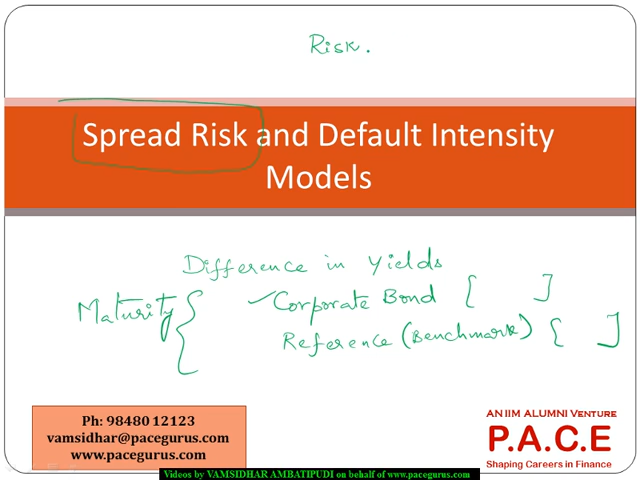 Risk.
Spread Risk and Default Intensity
Models
Difference in Yields
Maturity { ✓Corporate Bond [ ]
Reference (Benchmark) { ]
Ph: 98480 12123
vamsidhar@pacegurus.com
www.pacegurus.com
AN IIM ALUMNI VENTURE
P.A.C.E
Shaping Careers in Finance
Videos by VAMSIDHAR AMBATIPUDI on behalf of www.pacegurus.com